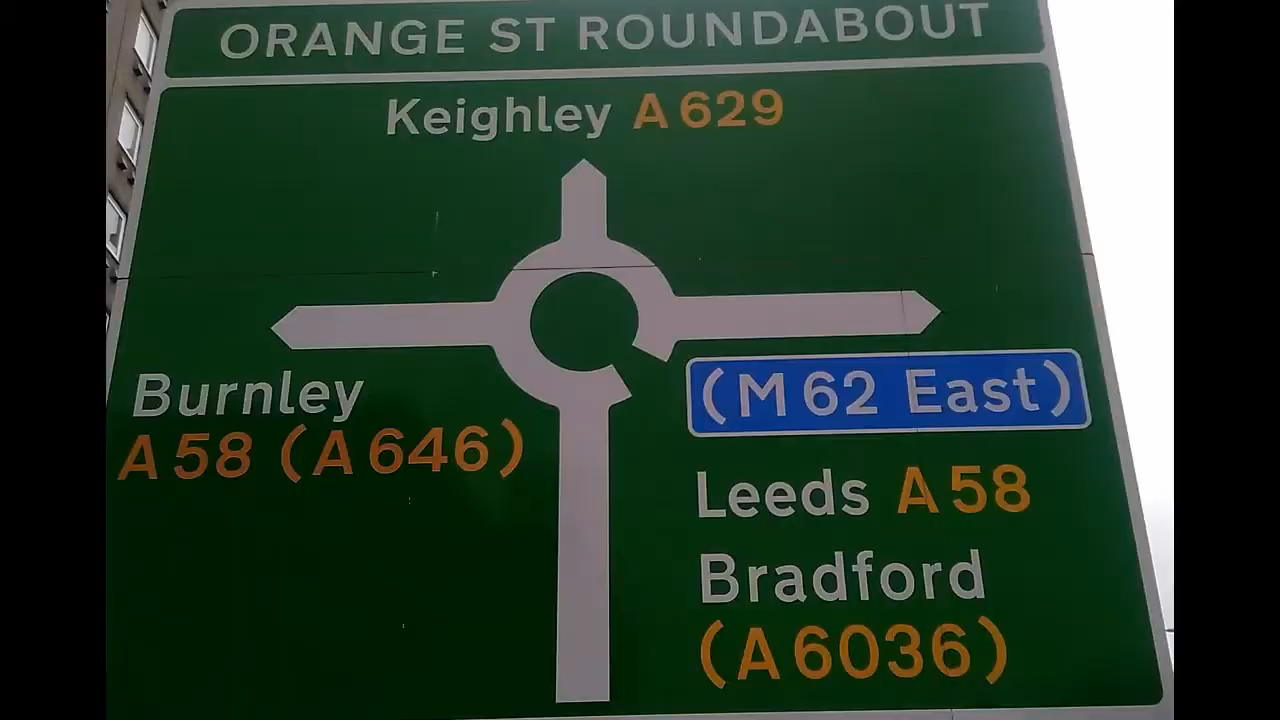 ORANGE ST ROUNDABOUT
Keighley A629
Burnley
A58 (A646)
(M62 East)
Leeds A58
Bradford
(A6036)